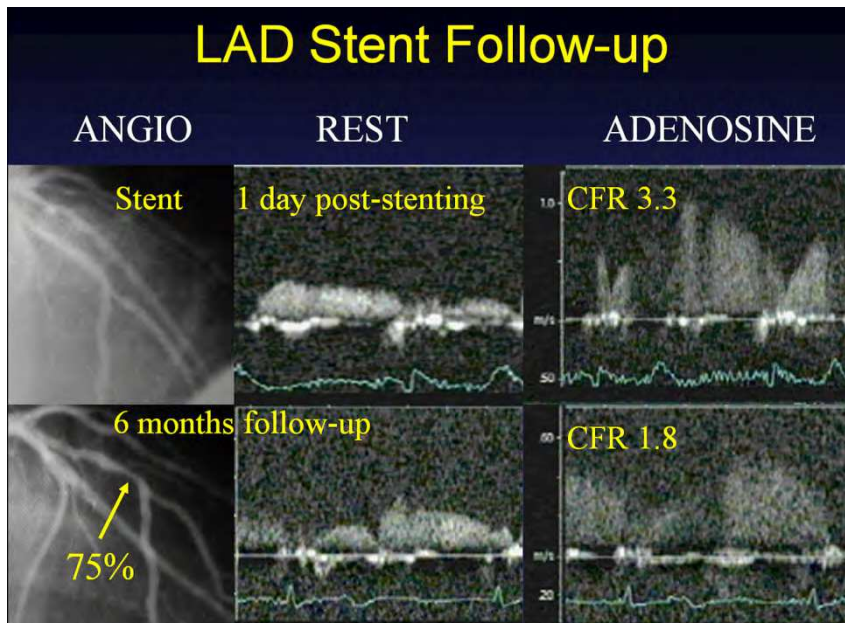 LAD Stent Follow-up
ANGIO REST ADENOSINE
Stent 1 day post-stenting CFR 3.3
1.0
m/s
.50
6 months follow-up CFR 1.8
.60
m/s
.20
75%